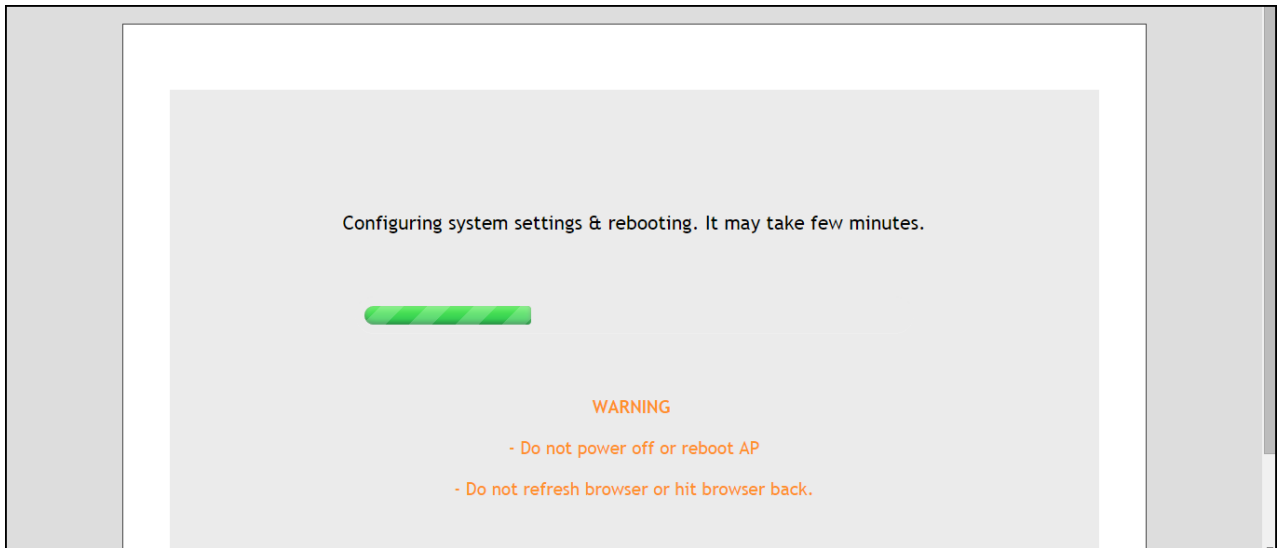 Configuring system settings & rebooting. It may take few minutes.
WARNING
- Do not power off or reboot AP
- Do not refresh browser or hit browser back.